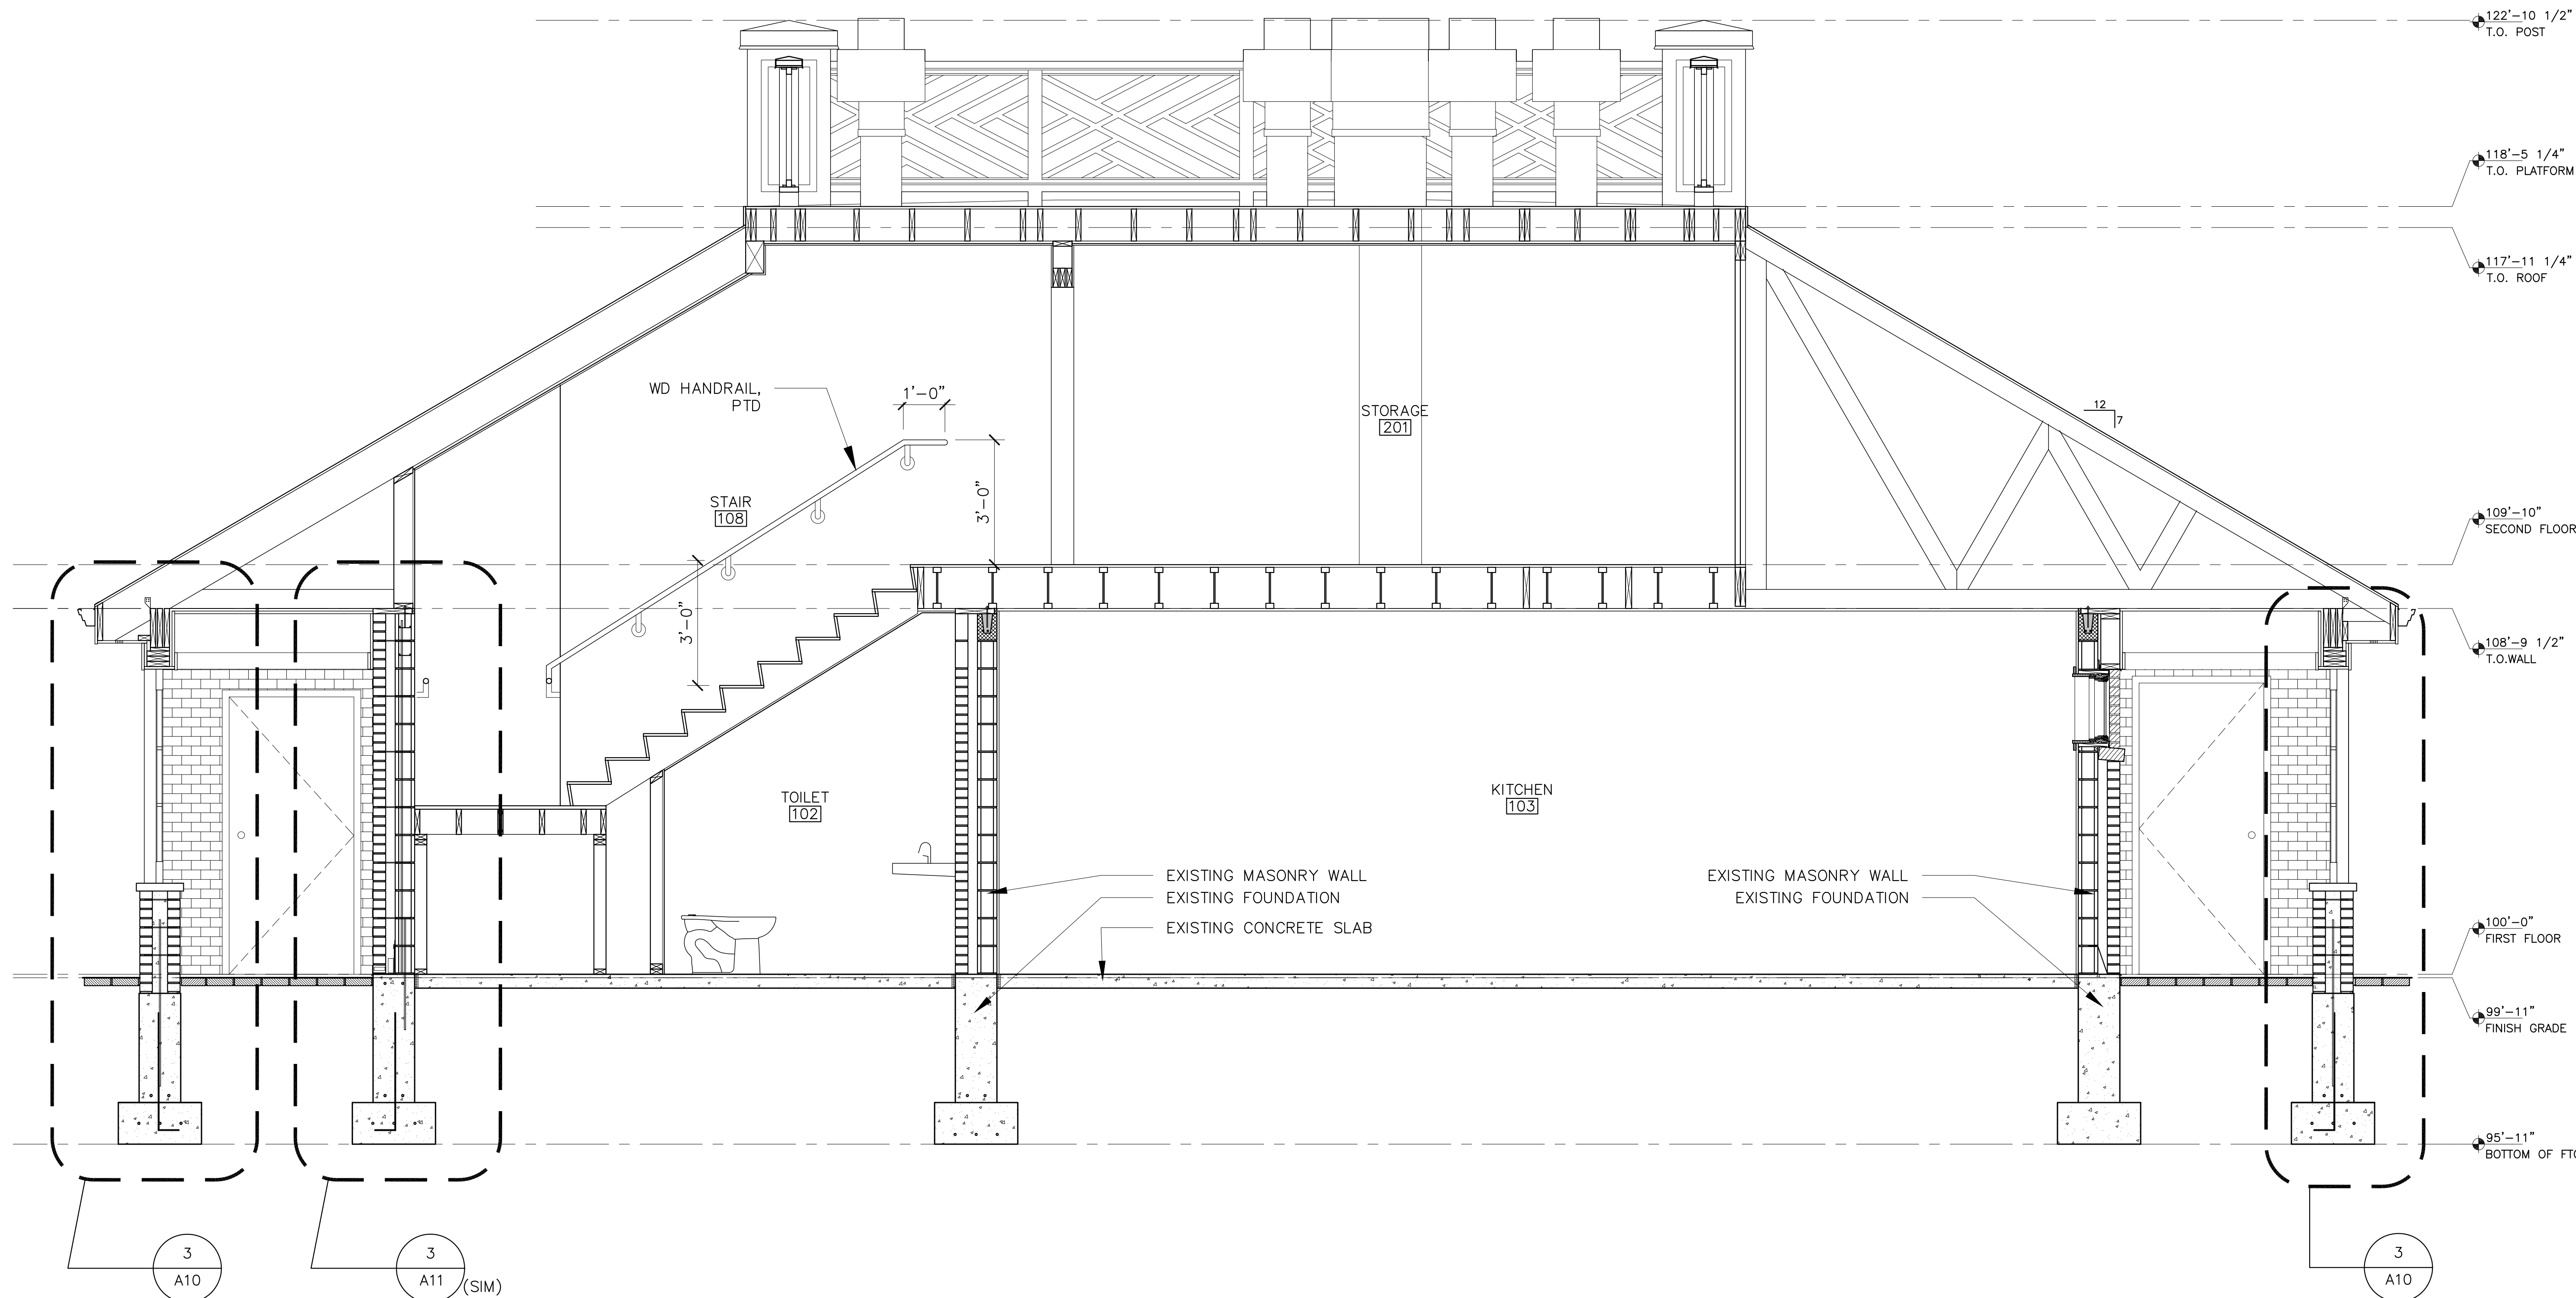 122'-10 1/2"
T.O. POST
118'-5 1/4"
T.O. PLATFORM
117'-11 1/4"
T.O. ROOF
WD HANDRAIL,
PTD
1'-0"
STORAGE
201
12
7
STAIR
108
3'-0"
3'-0"
109'-10"
SECOND FLOOR
108'-9 1/2"
T.O.WALL
TOILET
102
KITCHEN
103
EXISTING MASONRY WALL
EXISTING FOUNDATION
EXISTING CONCRETE SLAB
EXISTING MASONRY WALL
EXISTING FOUNDATION
100'-0"
FIRST FLOOR
99'-11"
FINISH GRADE
95'-11"
BOTTOM OF
3
A10
3
A11
(SIM)
3
A10